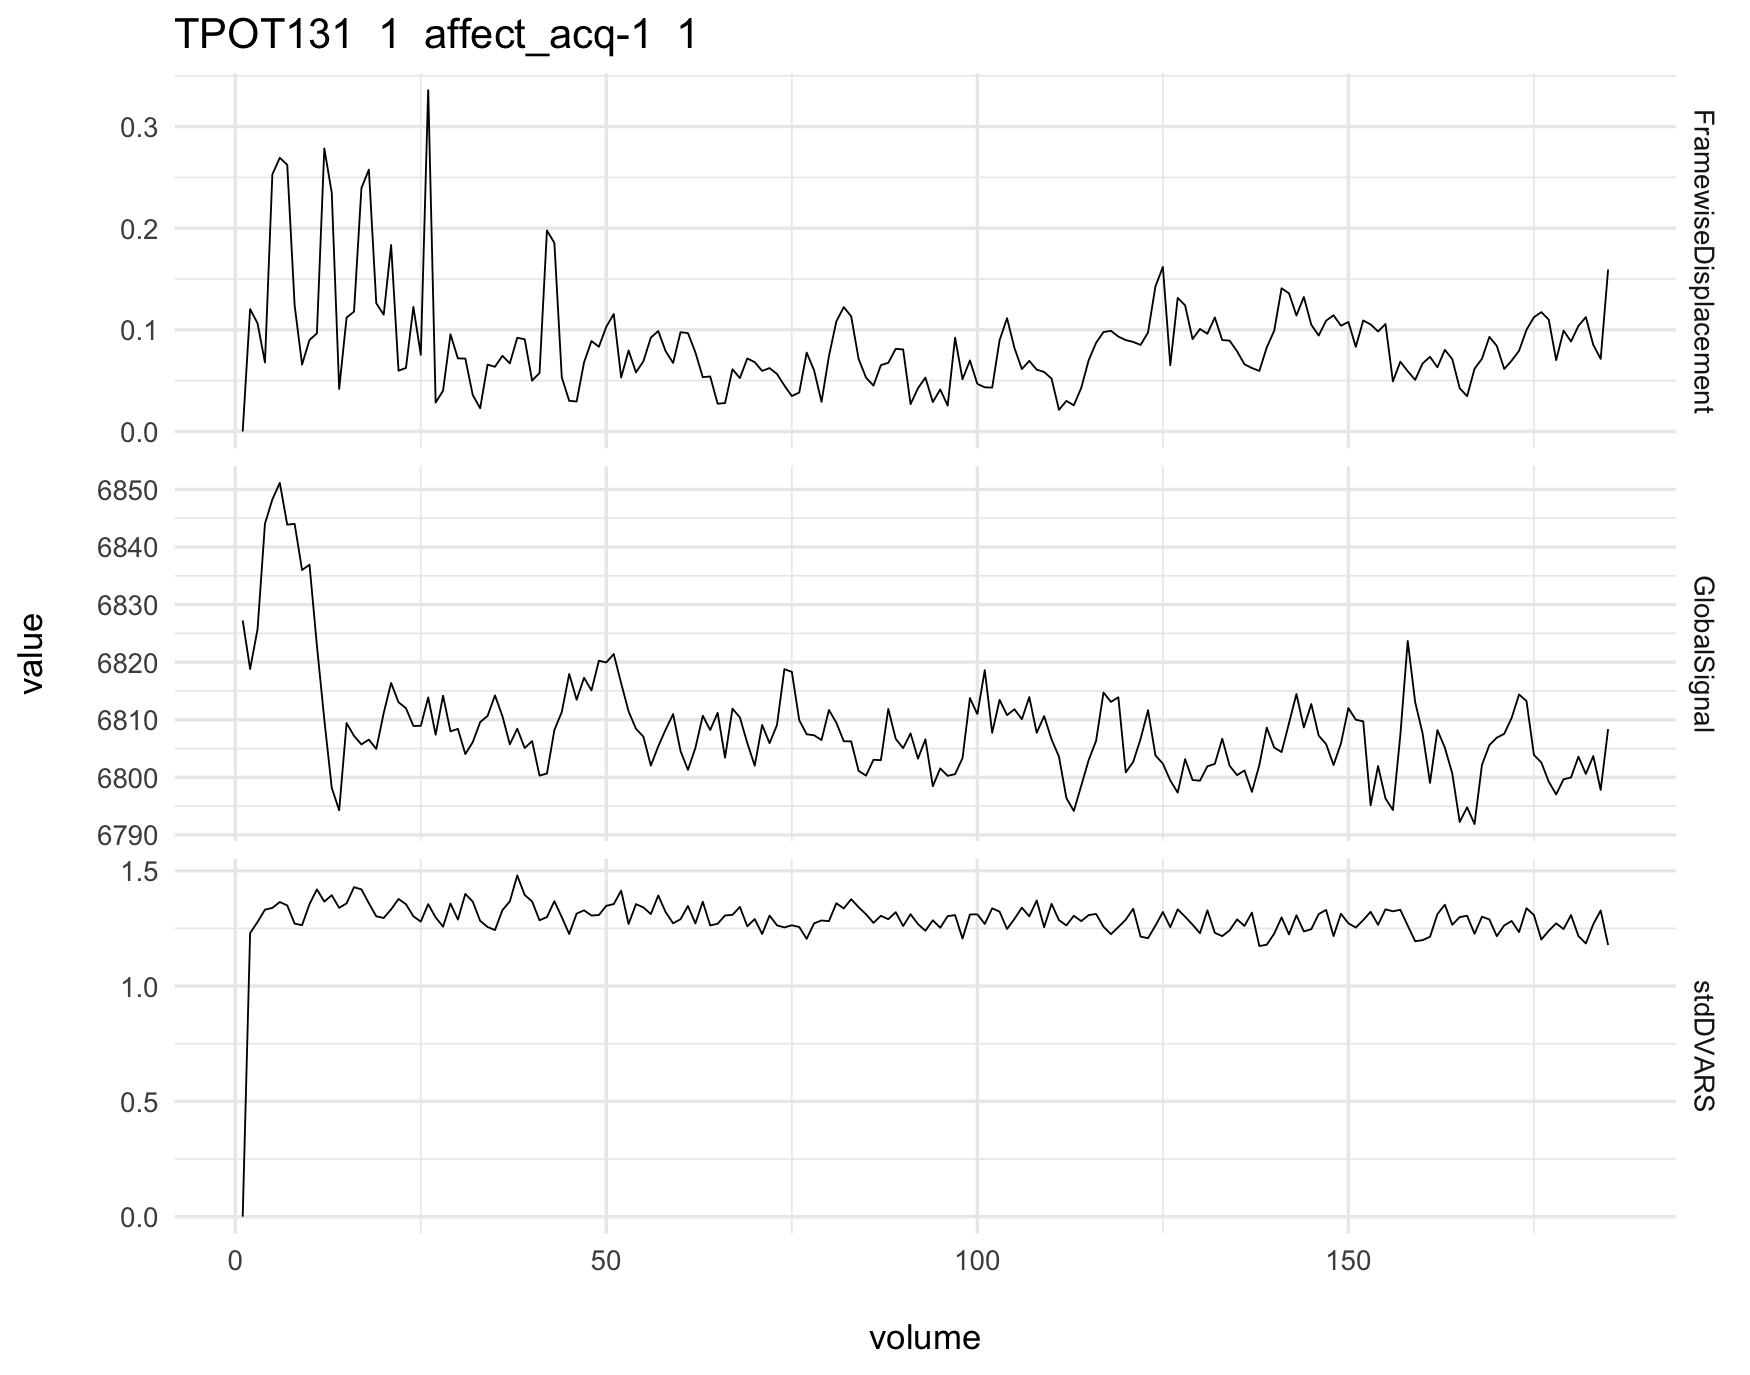 TPOT131 1 affect_acq-1 1
0.3
0.2
0.1
0.0
FramewiseDisplacement
6850
6840
6830
6820
6810
6800
6790
GlobalSignal
value
1.5
1.0
0.5
0.0
stdDVARS
0 50 100 150
volume